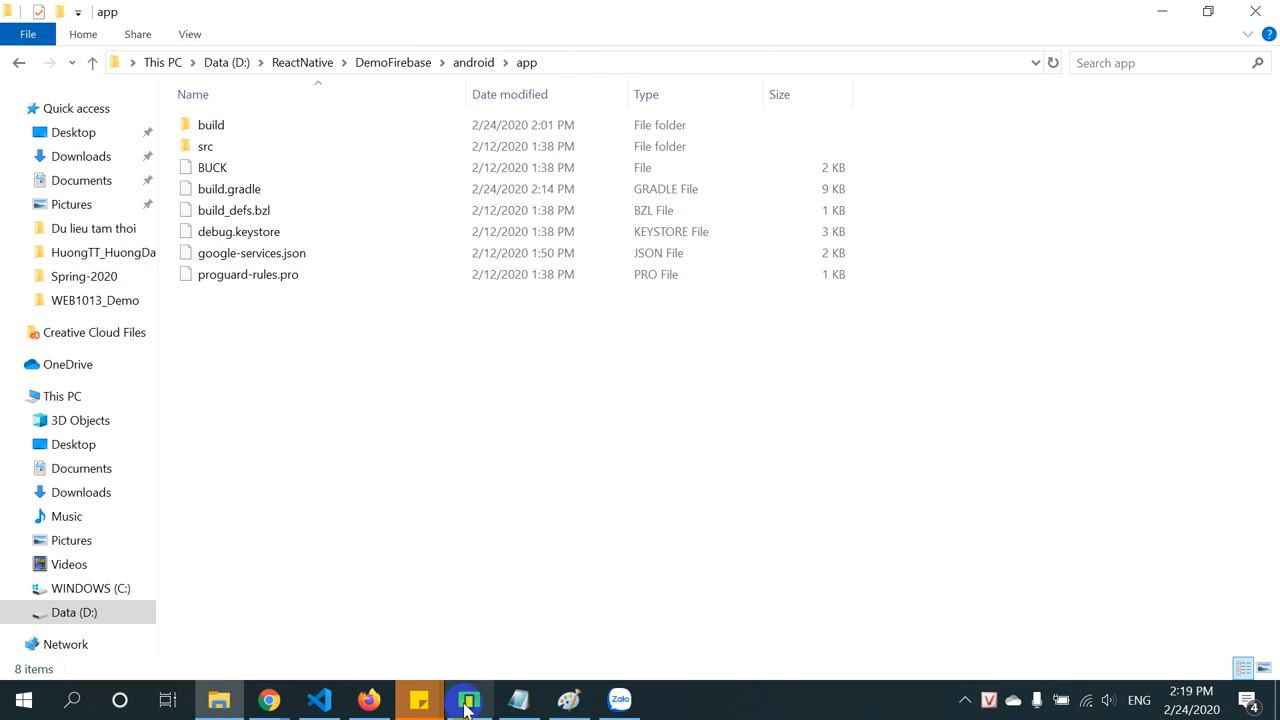 app
File Home Share View
This PC Data (D:) ReactNative DemoFirebase android app Search app
Name Date modified Type Size
Quick access
Desktop
Downloads
Documents
Pictures
Du lieu tam thoi
HuongTT_HuongDa
Spring-2020
WEB1013_Demo
Creative Cloud Files
OneDrive
This PC
3D Objects
Desktop
Documents
Downloads
Music
Pictures
Videos
WINDOWS (C:)
Data (D:)
Network
build 2/24/2020 2:01 PM File folder
src 2/12/2020 1:38 PM File folder
BUCK 2/12/2020 1:38 PM File 2 KB
build.gradle 2/24/2020 2:14 PM GRADLE File 9 KB
build_defs.bzl 2/12/2020 1:38 PM BZL File 1 KB
debug.keystore 2/12/2020 1:38 PM KEYSTORE File 3 KB
google-services.json 2/12/2020 1:50 PM JSON File 2 KB
proguard-rules.pro 2/12/2020 1:38 PM PRO File 1 KB
8 items
Zalo
V
ENG
2:19 PM
2/24/2020
4